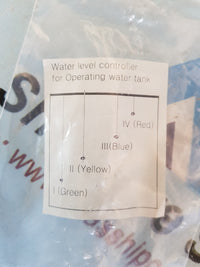 Water level controller
for Operating water tank
IV (Red)
III(Blue)
II (Yellow)
I (Green)